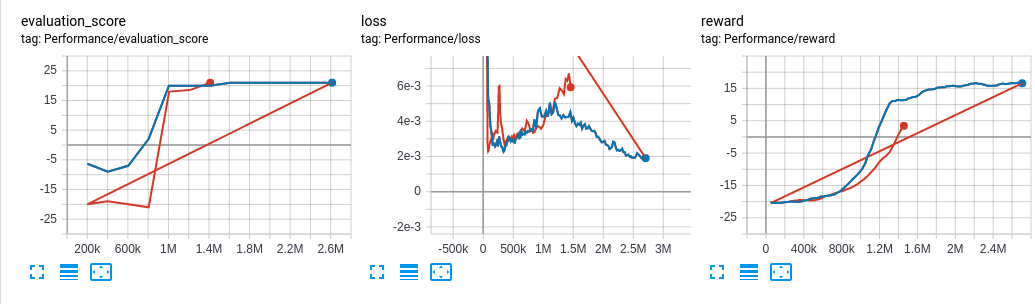 evaluation_score
tag: Performance/evaluation_score
25
15
5
-5
-15
-25
200k 600k 1M 1.4M 1.8M 2.2M 2.6M
loss
tag: Performance/loss
6e-3
4e-3
2e-3
0
-2e-3
-500k 0 500k 1M 1.5M 2M 2.5M 3M
reward
tag: Performance/reward
15
5
-5
-15
-25
0 400k 800k 1.2M 1.6M 2M 2.4M